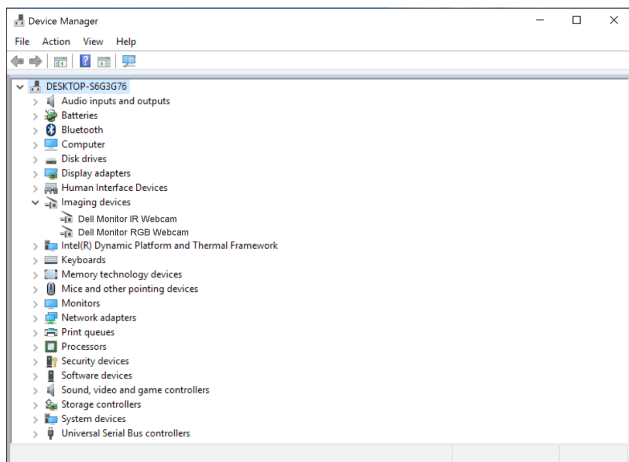 Device Manager
File Action View Help
DESKTOP-S6G3G76
Audio inputs and outputs
Batteries
Bluetooth
Computer
Disk drives
Display adapters
Human Interface Devices
Imaging devices
Dell Monitor IR Webcam
Dell Monitor RGB Webcam
Intel(R) Dynamic Platform and Thermal Framework
Keyboards
Memory technology devices
Mice and other pointing devices
Monitors
Network adapters
Print queues
Processors
Security devices
Software devices
Sound, video and game controllers
Storage controllers
System devices
Universal Serial Bus controllers